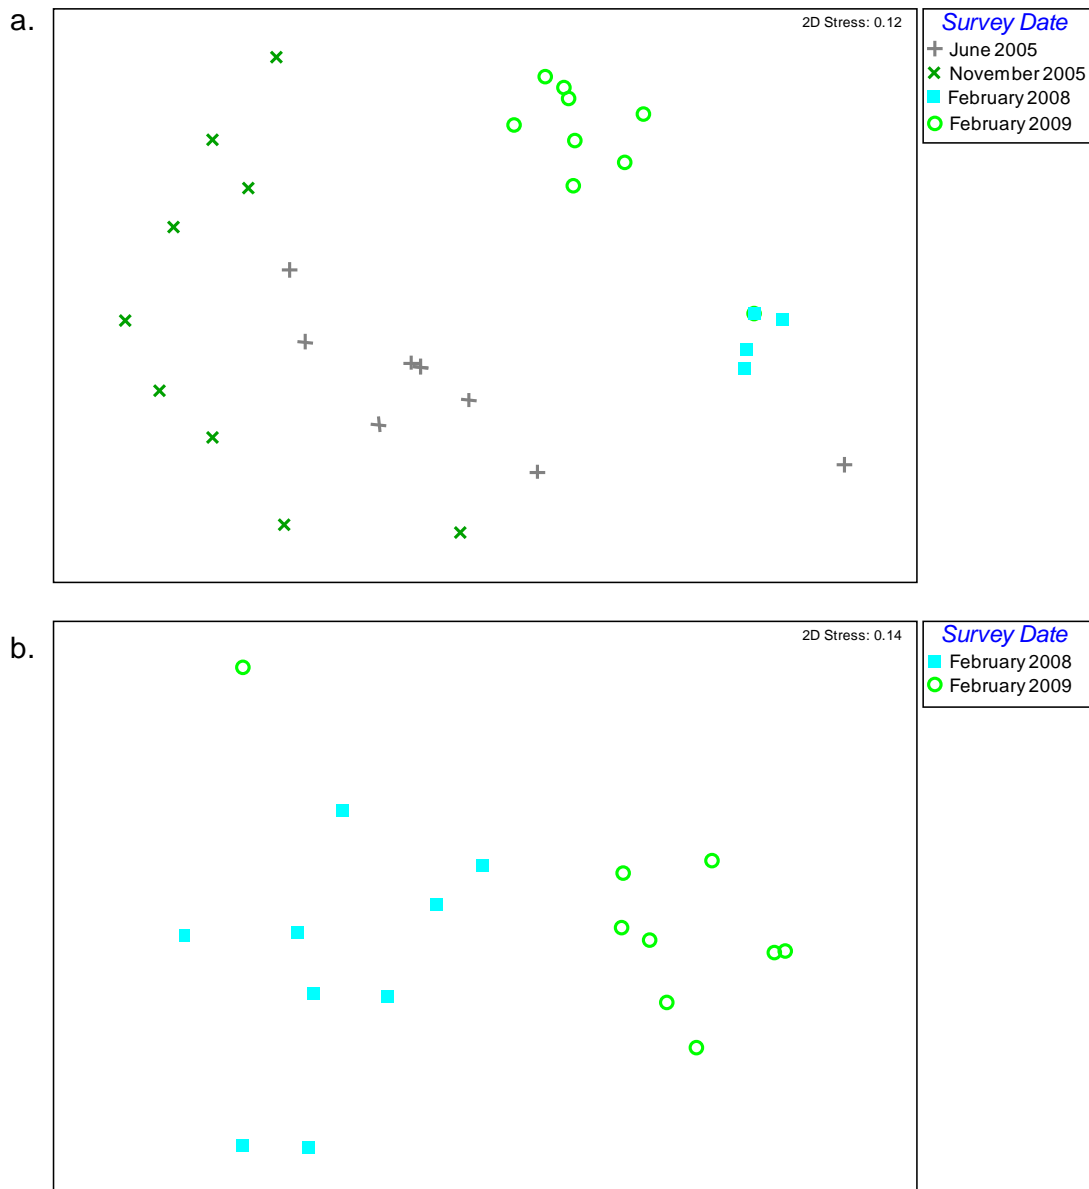 a.
2D Stress: 0.12
Survey Date
June 2005
November 2005
February 2008
February 2009
b.
2D Stress: 0.14
Survey Date
February 2008
February 2009